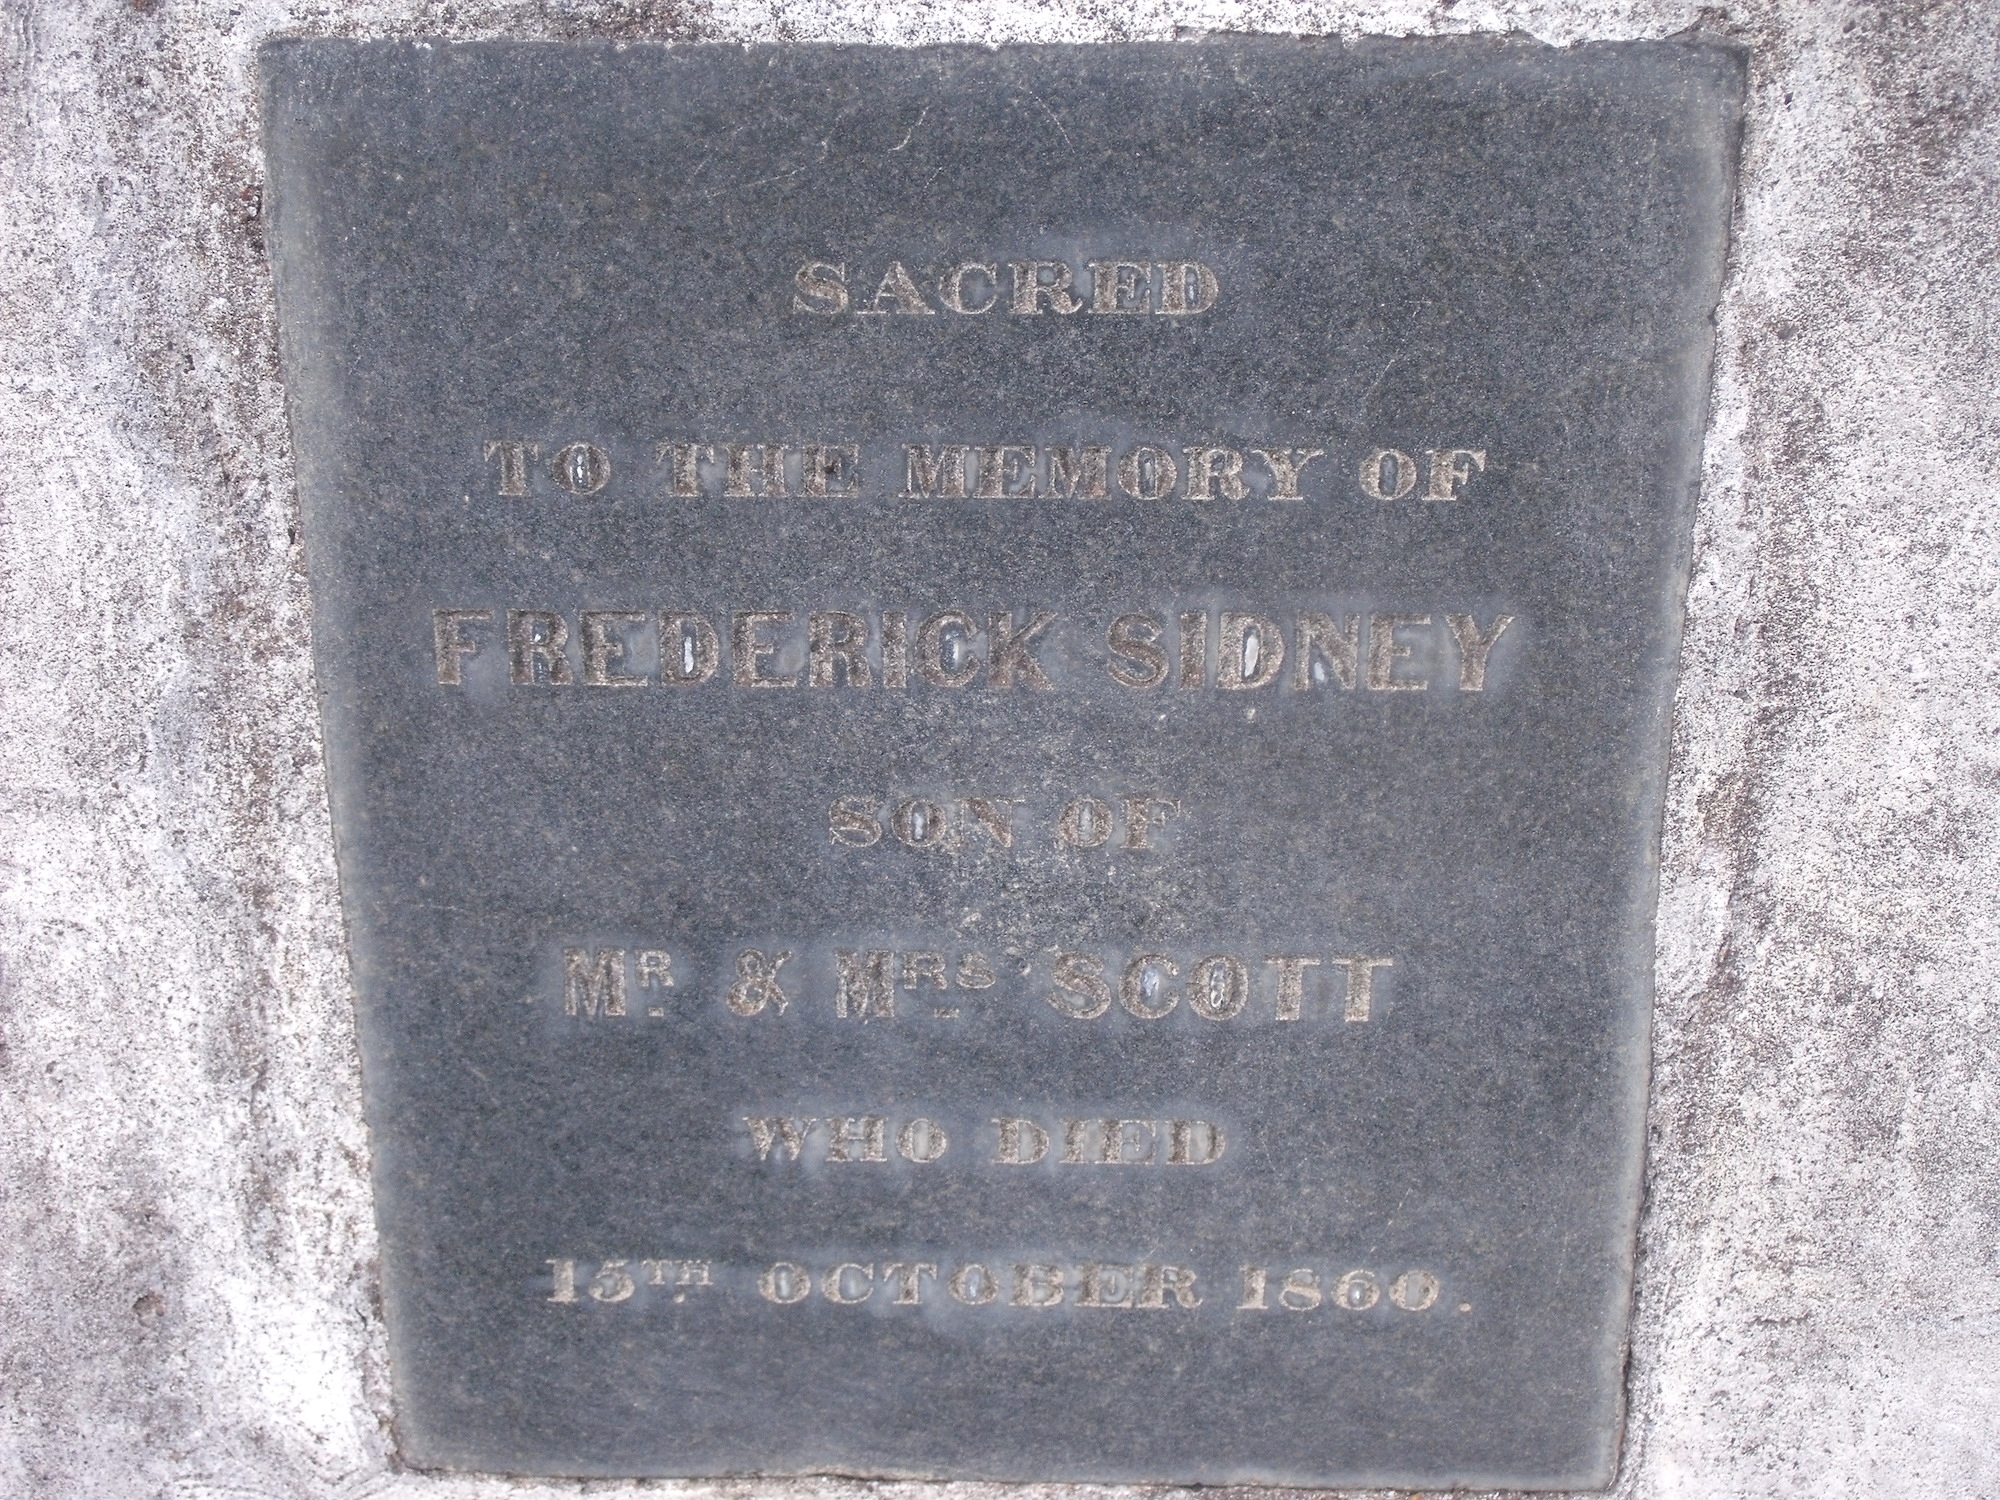 SACRED
TO THE MEMORY OF
FREDERICK SIDNEY
SON OF
MR. & MRS. SCOTT
WHO DIED
15TH OCTOBER 1860.